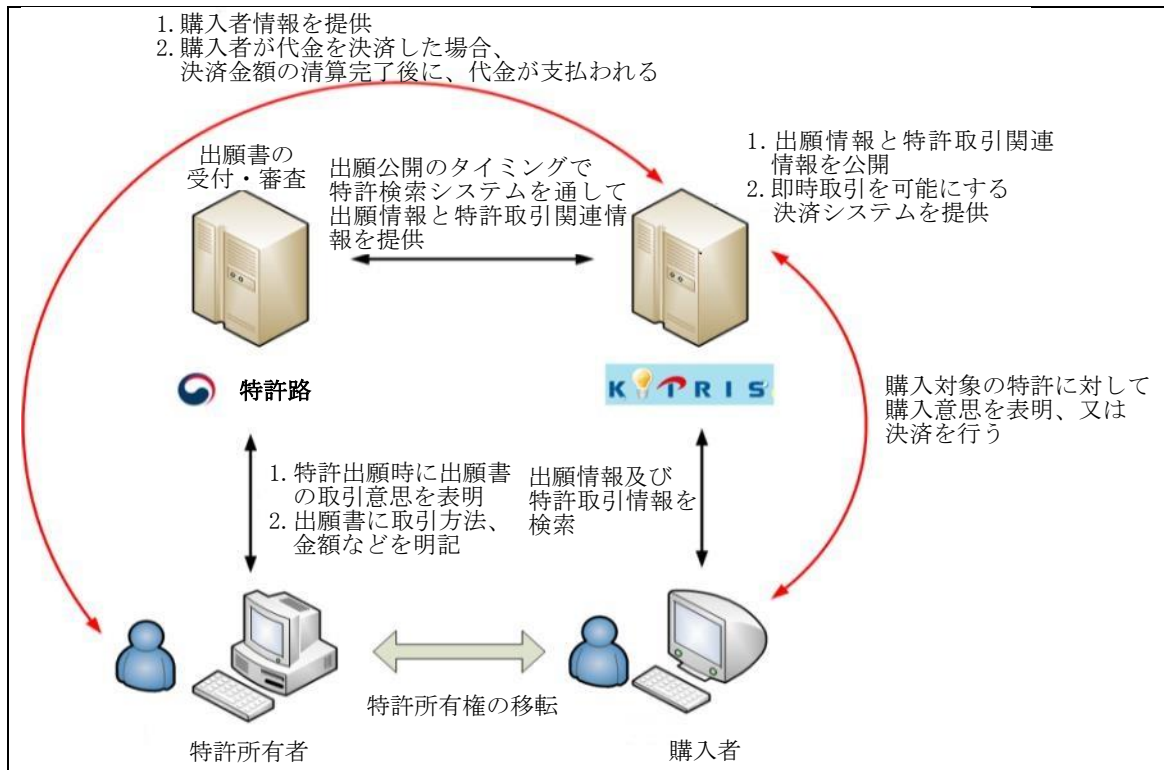 1. 購入者情報を提供
2. 購入者が代金を決済した場合、
決済金額の清算完了後に、代金が支払われる
出願書の
受付・審査
出願公開のタイミングで
特許検索システムを通して
出願情報と特許取引関連情
報を提供
1. 出願情報と特許取引関連
情報を公開
2. 即時取引を可能にする
決済システムを提供
特許路
KIPRIS
購入対象の特許に対して
購入意思を表明、又は
決済を行う
1. 特許出願時に出願書
の取引意思を表明
2. 出願書に取引方法、
金額などを明記
出願情報及び
特許取引情報を
検索
特許所有権の移転
特許所有者
購入者